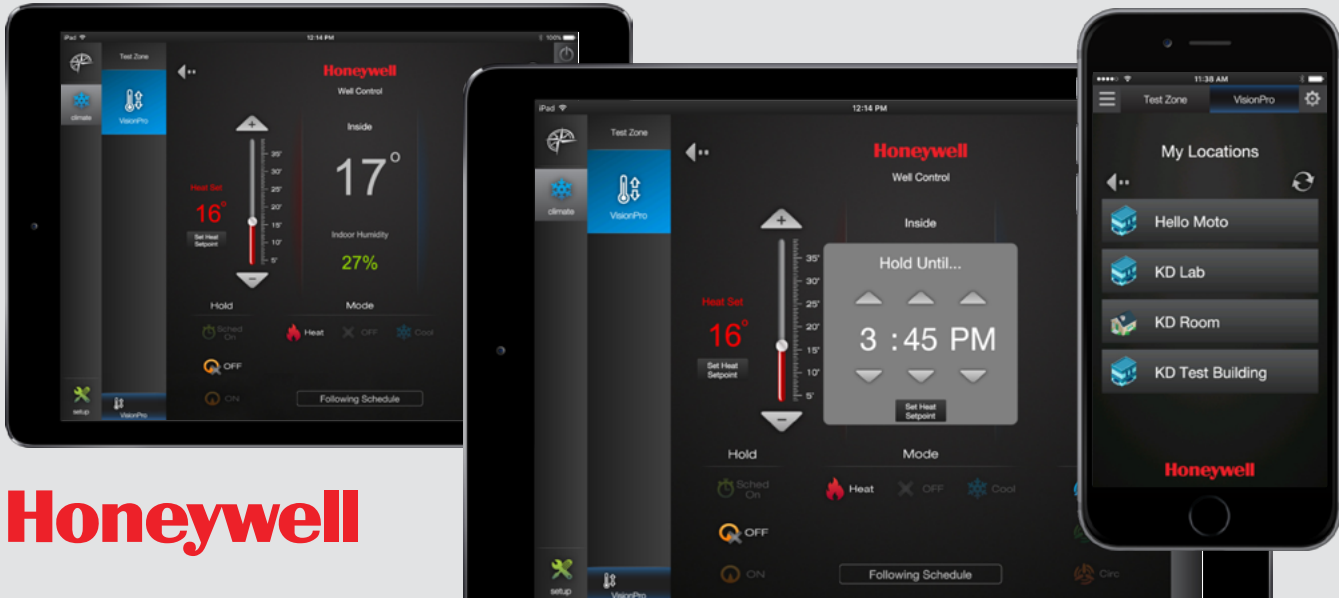 iPad 12:14 PM 100%
Test Zone
Honeywell
Well Control
climate
VisionPro
Inside
35°
30°
25°
20°
15°
10°
5°
17°
Heat Set
16°
Set Heat
Setpoint
Indoor Humidity
27%
Hold
Mode
Sched
On
Heat
OFF
Cool
OFF
ON
Following Schedule
setup
VisionPro
Honeywell
iPad 12:14 PM
Test Zone
Honeywell
Well Control
climate
VisionPro
Inside
Hold Until...
35°
30°
25°
20°
15°
10°
5°
Heat Set
16°
Set Heat
Setpoint
3 : 45 PM
Set Heat
Setpoint
Hold
Mode
Sched
On
Heat
OFF
Cool
OFF
ON
Following Schedule
Circ
setup
VisionPro
11:38 AM
Test Zone VisionPro
My Locations
Hello Moto
KD Lab
KD Room
KD Test Building
Honeywell